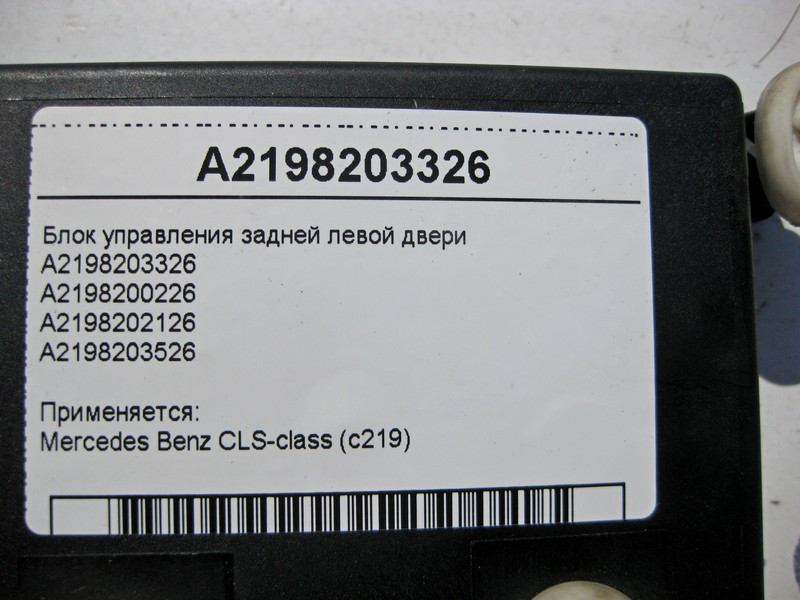 A2198203326
Блок управления задней левой двери
A2198203326
A2198200226
A2198202126
A2198203526
Применяется:
Mercedes Benz CLS-class (c219)